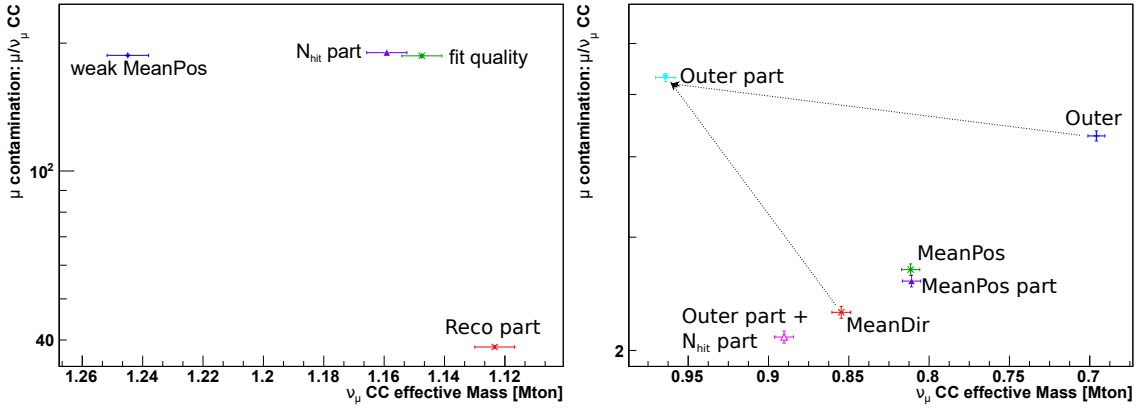 μ contamination: μ/ν_μ CC
10²
40
weak MeanPos
N_hit part
fit quality
Reco part
1.26 1.24 1.22 1.2 1.18 1.16 1.14 1.12
ν_μ CC effective Mass [Mton]
μ contamination: μ/ν_μ CC
2
Outer part
Outer
MeanPos
MeanPos part
Outer part +
N_hit part
MeanDir
0.95 0.9 0.85 0.8 0.75 0.7
ν_μ CC effective Mass [Mton]